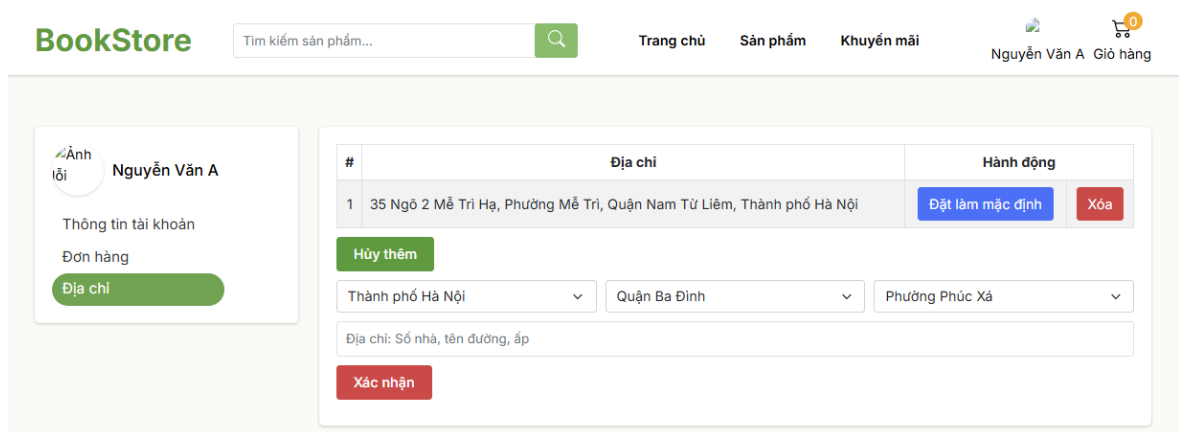 BookStore
Tìm kiếm sản phẩm...
Trang chủ
Sản phẩm
Khuyến mãi
Nguyễn Văn A
0
Giỏ hàng
Ảnh
lỗi
Nguyễn Văn A
Thông tin tài khoản
Đơn hàng
Địa chỉ
# Địa chỉ Hành động
1 35 Ngõ 2 Mễ Trì Hạ, Phường Mễ Trì, Quận Nam Từ Liêm, Thành phố Hà Nội Đặt làm mặc định Xóa
Hủy thêm
Thành phố Hà Nội Quận Ba Đình Phường Phúc Xá
Địa chỉ: Số nhà, tên đường, ấp
Xác nhận